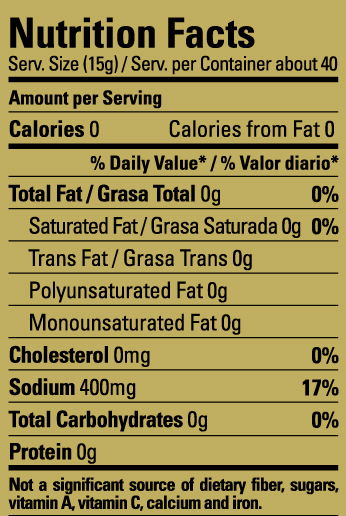 Nutrition Facts
Serv. Size (15g) / Serv. per Container about 40
Amount per Serving
Calories 0 Calories from Fat 0
% Daily Value* / % Valor diario*
Total Fat / Grasa Total 0g 0%
Saturated Fat / Grasa Saturada 0g 0%
Trans Fat / Grasa Trans 0g
Polyunsaturated Fat 0g
Monounsaturated Fat 0g
Cholesterol 0mg 0%
Sodium 400mg 17%
Total Carbohydrates 0g 0%
Protein 0g
Not a significant source of dietary fiber, sugars,
vitamin A, vitamin C, calcium and iron.